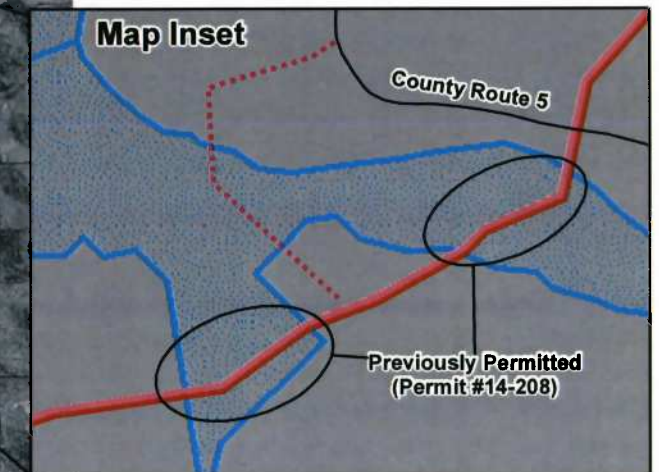 Map Inset
County Route 5
Previously Permitted
(Permit #14-208)